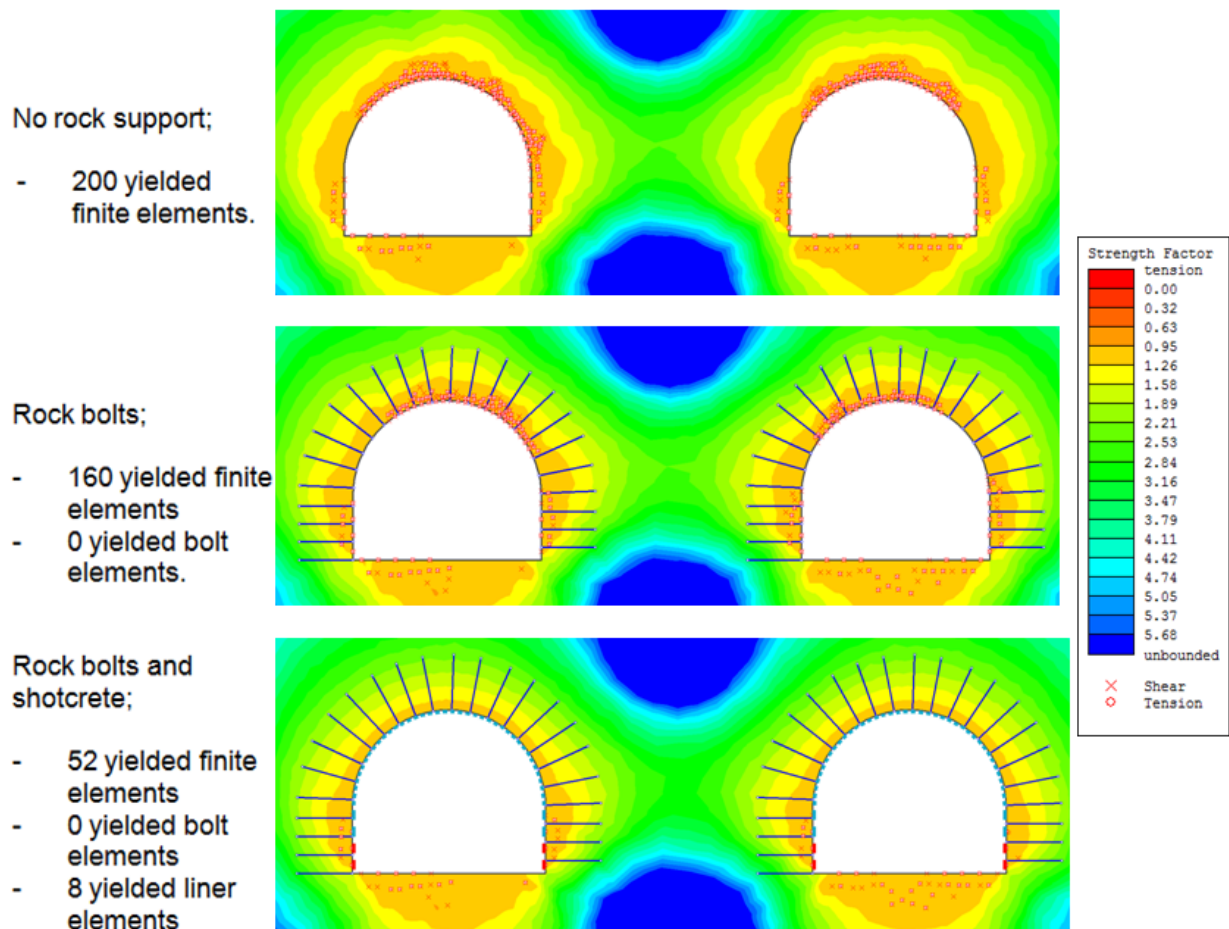 No rock support;
- 200 yielded
finite elements.
Rock bolts;
- 160 yielded finite
elements
- 0 yielded bolt
elements.
Rock bolts and
shotcrete;
- 52 yielded finite
elements
- 0 yielded bolt
elements
- 8 yielded liner
elements
Strength Factor
tension
0.00
0.32
0.63
0.95
1.26
1.58
1.89
2.21
2.53
2.84
3.16
3.47
3.79
4.11
4.42
4.74
5.05
5.37
5.68
unbounded
Shear
Tension